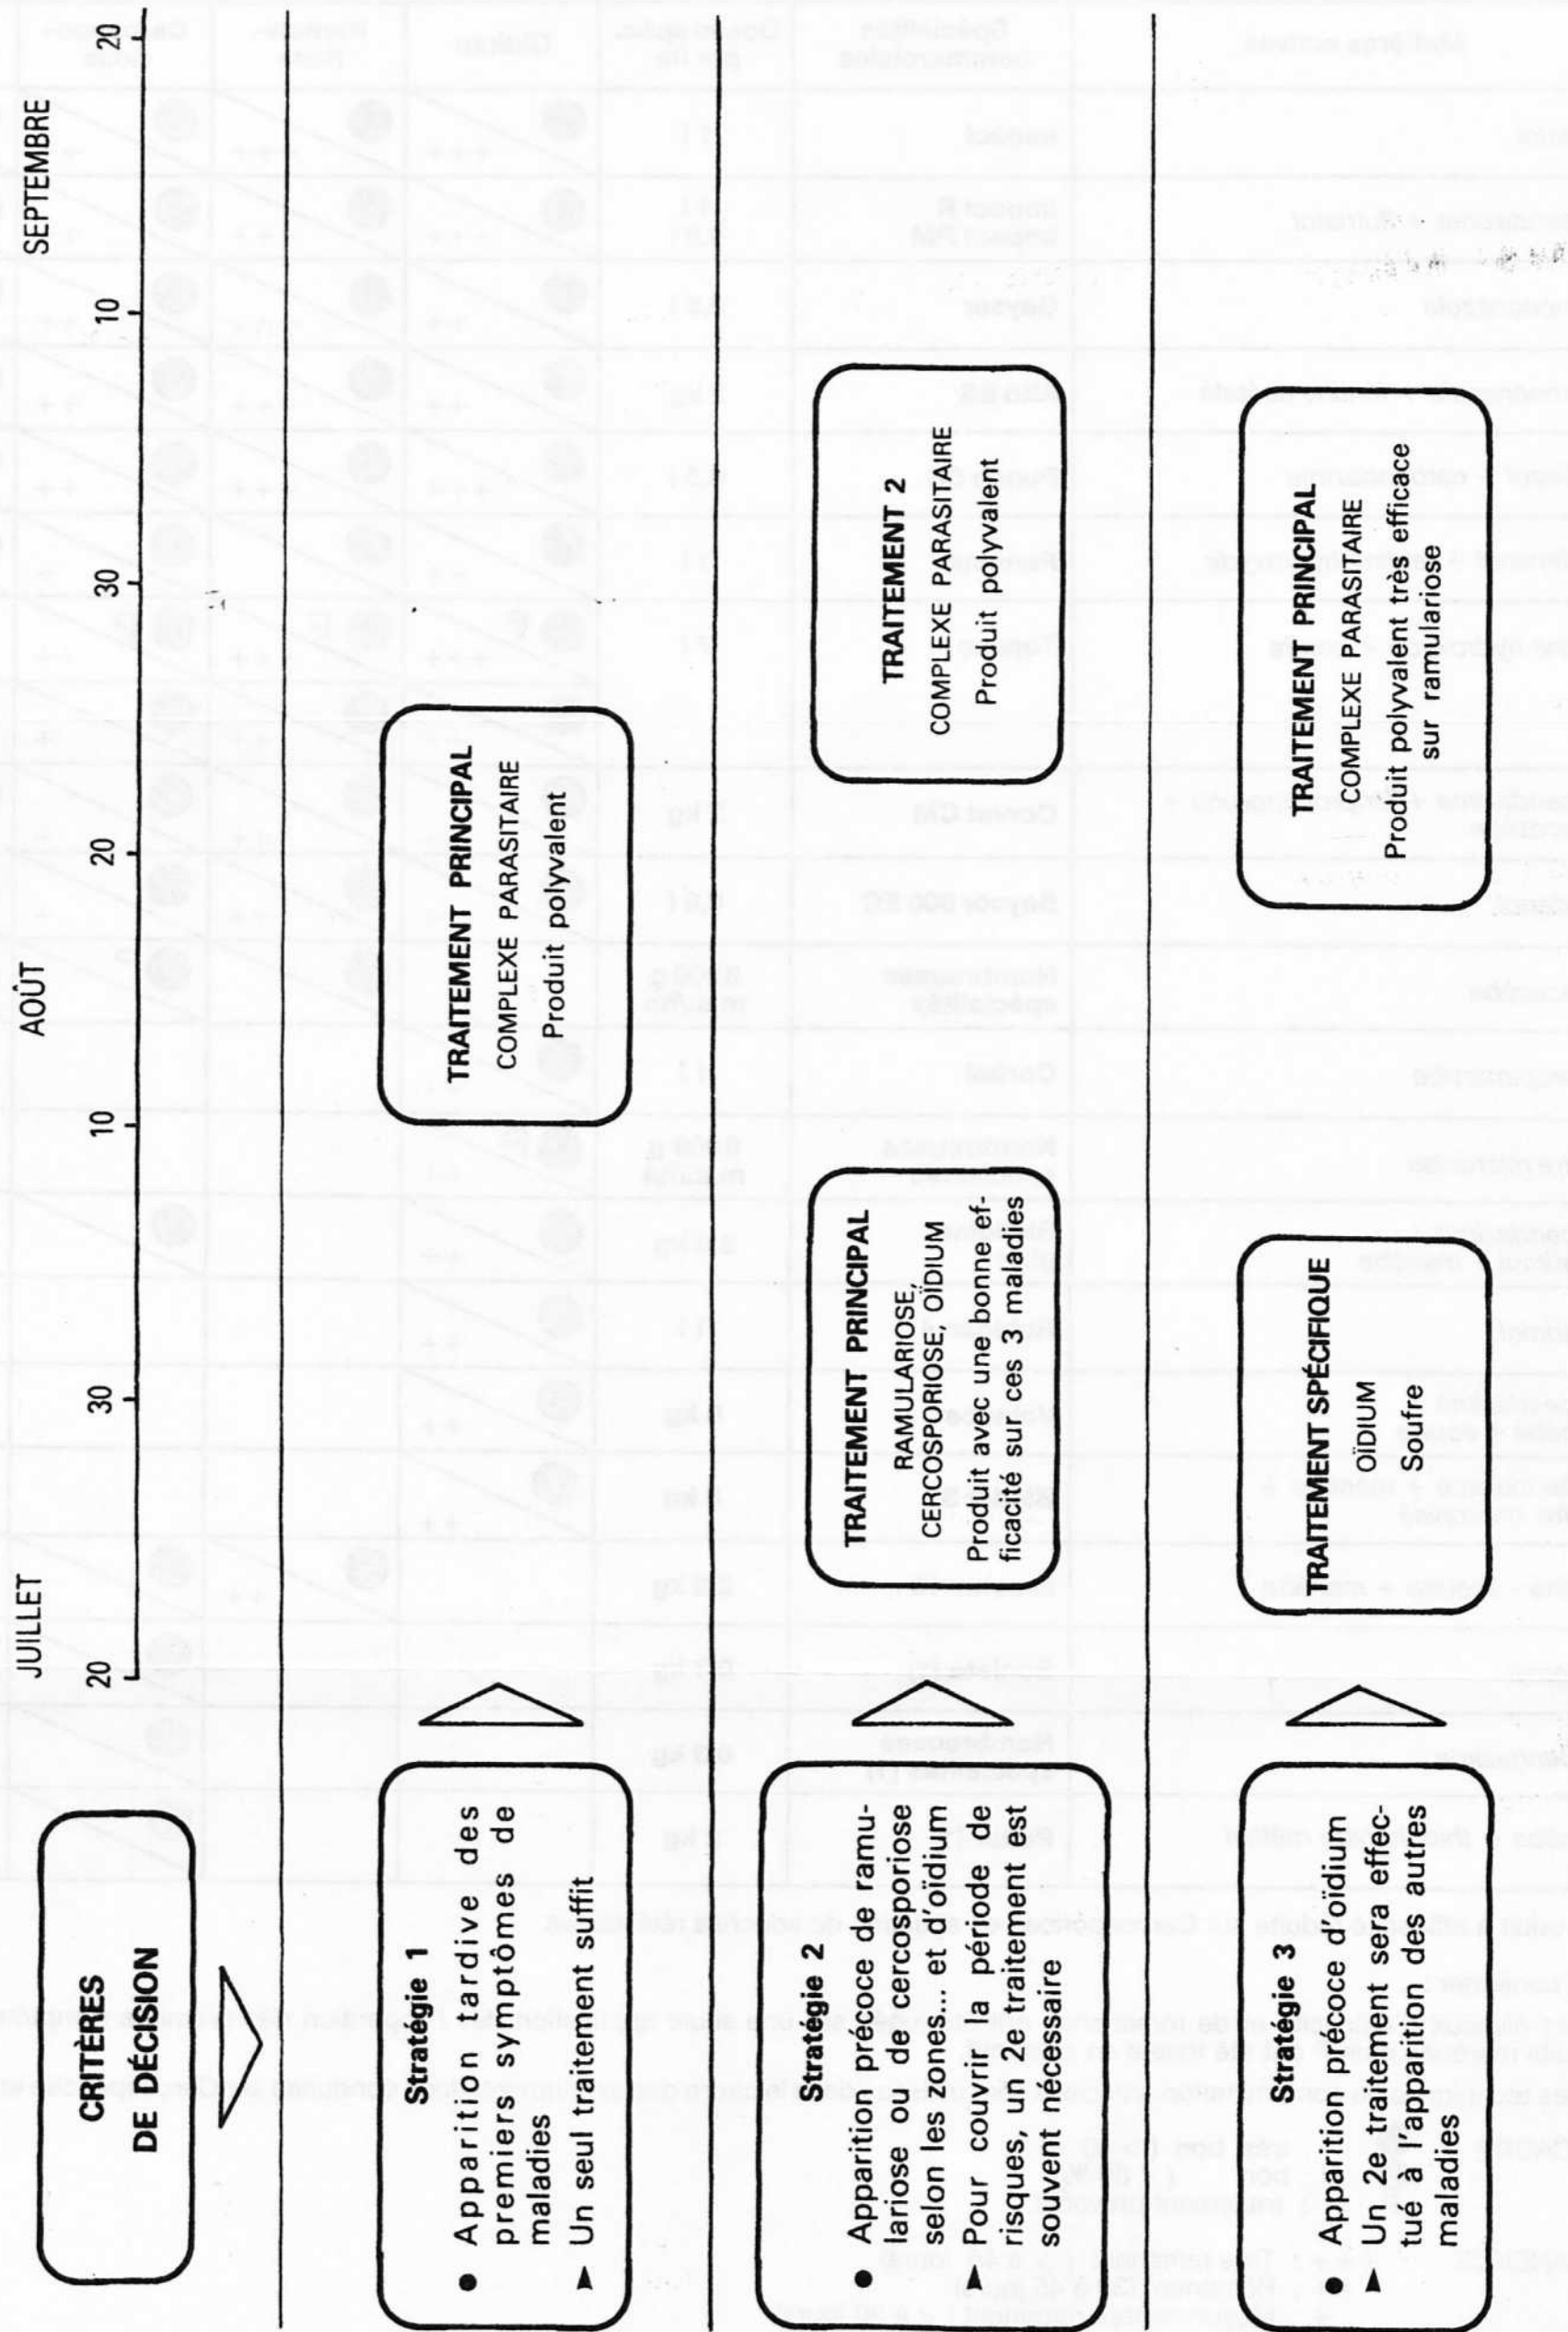 JUILLET AOÛT SEPTEMBRE
20 30 10 20 30 10 20
CRITÈRES
DE DÉCISION
Stratégie 1
● Apparition tardive des
premiers symptômes de
maladies
► Un seul traitement suffit
TRAITEMENT PRINCIPAL
COMPLEXE PARASITAIRE
Produit polyvalent
Stratégie 2
● Apparition précoce de ramu-
lariose ou de cercosporiose
selon les zones... et d'oïdium
► Pour couvrir la période de
risques, un 2e traitement est
souvent nécessaire
TRAITEMENT PRINCIPAL
RAMULARIOSE,
CERCOSPORIOSE, OÏDIUM
Produit avec une bonne ef-
ficacité sur ces 3 maladies
TRAITEMENT 2
COMPLEXE PARASITAIRE
Produit polyvalent
Stratégie 3
● Apparition précoce d'oïdium
► Un 2e traitement sera effec-
tué à l'apparition des autres
maladies
TRAITEMENT SPÉCIFIQUE
OÏDIUM
Soufre
TRAITEMENT PRINCIPAL
COMPLEXE PARASITAIRE
Produit polyvalent très efficace
sur ramulariose